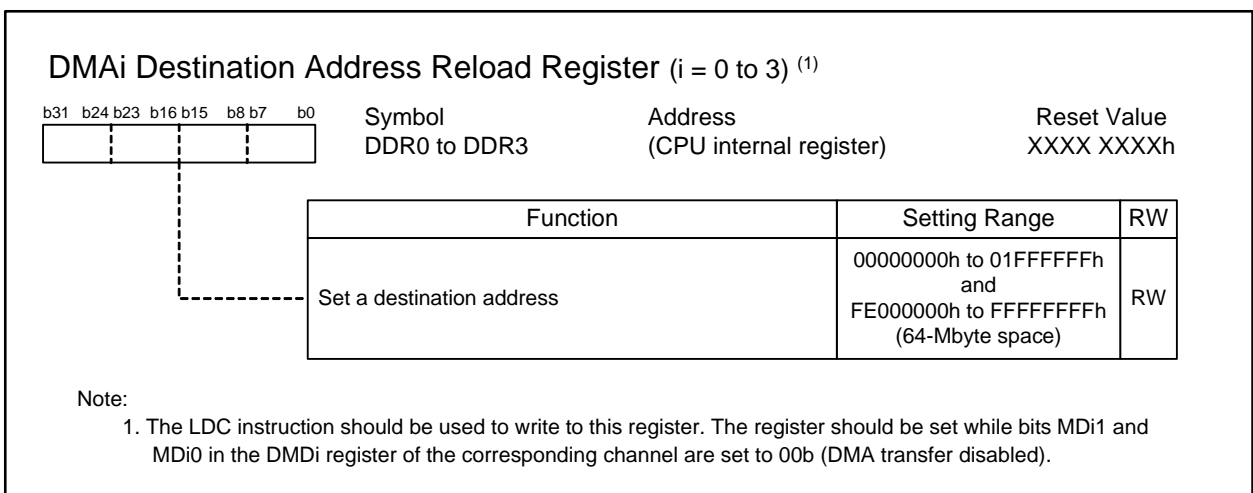 DMAi Destination Address Reload Register (i = 0 to 3) (1)
b31 b24 b23 b16 b15 b8 b7 b0
Symbol Address Reset Value
DDR0 to DDR3 (CPU internal register) XXXX XXXXh
Function Setting Range RW
Set a destination address
00000000h to 01FFFFFFh
and
FE000000h to FFFFFFFFh
(64-Mbyte space)
RW
Note:
1. The LDC instruction should be used to write to this register. The register should be set while bits MDi1 and
MDi0 in the DMDi register of the corresponding channel are set to 00b (DMA transfer disabled).